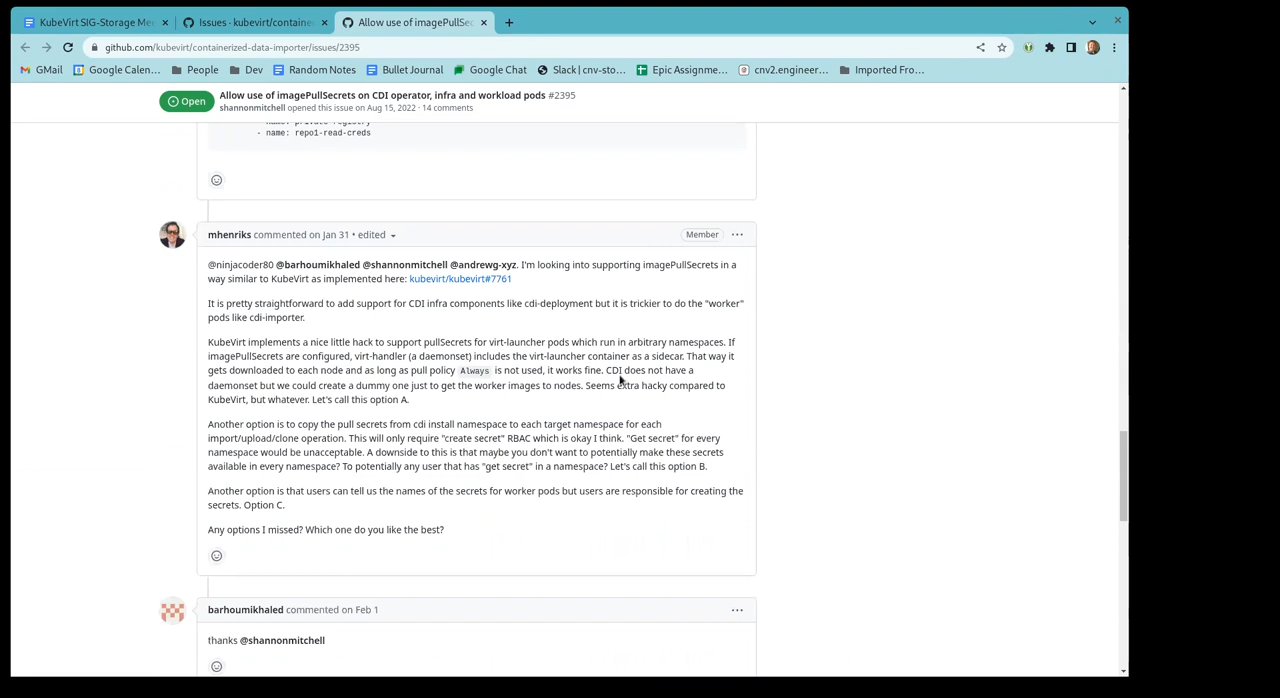 KubeVirt SIG-Storage Me
Issues · kubevirt/containe
Allow use of imagePullSec
github.com/kubevirt/containerized-data-importer/issues/2395
GMail
Google Calen...
People
Dev
Random Notes
Bullet Journal
Google Chat
Slack | cnv-sto...
Epic Assignme...
cnv2.engineer...
Imported Fro...
Open
Allow use of imagePullSecrets on CDI operator, infra and workload pods #2395
shannonmitchell opened this issue on Aug 15, 2022 · 14 comments
- name: private-registry
- name: repo1-read-creds
mhenriks commented on Jan 31 • edited
Member
@ninjacoder80 @barhoumikhaled @shannonmitchell @andrewg-xyz. I'm looking into supporting imagePullSecrets in a
way similar to KubeVirt as implemented here: kubevirt/kubevirt#7761
It is pretty straightforward to add support for CDI infra components like cdi-deployment but it is trickier to do the "worker"
pods like cdi-importer.
KubeVirt implements a nice little hack to support pullSecrets for virt-launcher pods which run in arbitrary namespaces. If
imagePullSecrets are configured, virt-handler (a daemonset) includes the virt-launcher container as a sidecar. That way it
gets downloaded to each node and as long as pull policy Always is not used, it works fine. CDI does not have a
daemonset but we could create a dummy one just to get the worker images to nodes. Seems extra hacky compared to
KubeVirt, but whatever. Let's call this option A.
Another option is to copy the pull secrets from cdi install namespace to each target namespace for each
import/upload/clone operation. This will only require "create secret" RBAC which is okay I think. "Get secret" for every
namespace would be unacceptable. A downside to this is that maybe you don't want to potentially make these secrets
available in every namespace? To potentially any user that has "get secret" in a namespace? Let's call this option B.
Another option is that users can tell us the names of the secrets for worker pods but users are responsible for creating the
secrets. Option C.
Any options I missed? Which one do you like the best?
barhoumikhaled commented on Feb 1
thanks @shannonmitchell